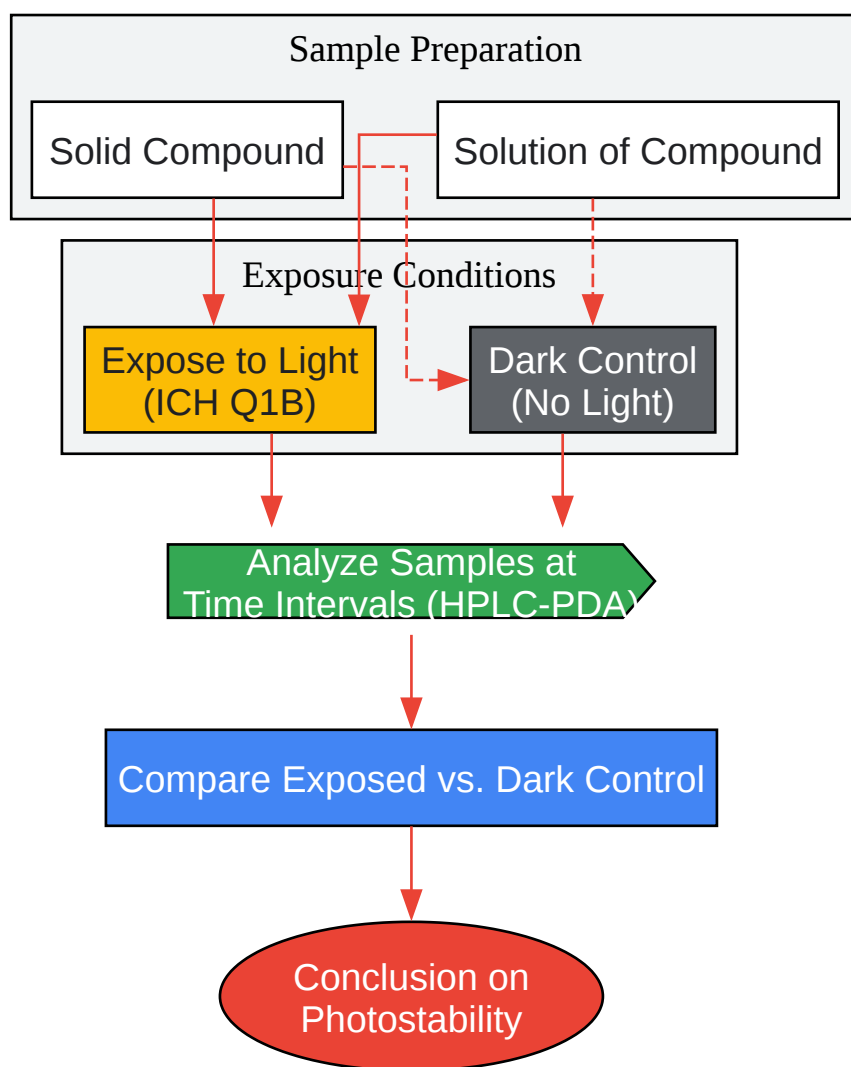 Sample Preparation
Solid Compound
Solution of Compound
Exposure Conditions
Expose to Light
(ICH Q1B)
Dark Control
(No Light)
Analyze Samples at
Time Intervals (HPLC-PDA)
Compare Exposed vs. Dark Control
Conclusion on
Photostability